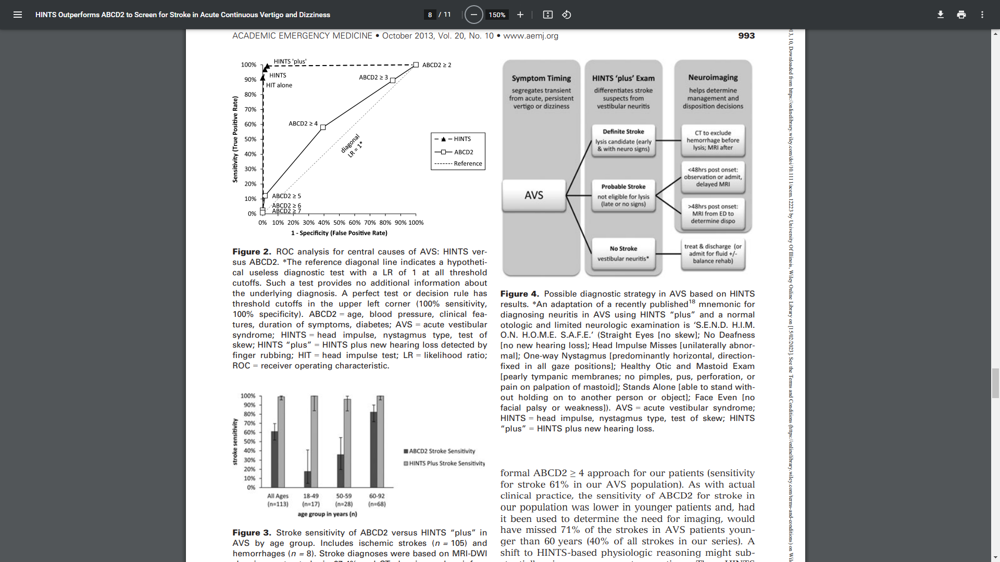 HINTS Outperforms ABCD2 to Screen for Stroke in Acute Continuous Vertigo and Dizziness
8 / 11
150%
ACADEMIC EMERGENCY MEDICINE • October 2013, Vol. 20, No. 10 • www.aemj.org
993
100%
90%
80%
70%
60%
50%
40%
30%
20%
10%
0%
Sensitivity (True Positive Rate)
HINTS 'plus'
HINTS
HIT alone
ABCD2 ≥ 2
ABCD2 ≥ 3
ABCD2 ≥ 4
ABCD2 ≥ 5
ABCD2 ≥ 6
ABCD2 ≥ 7
diagonal
LR = 1*
HINTS
ABCD2
Reference
0% 10% 20% 30% 40% 50% 60% 70% 80% 90% 100%
1 - Specificity (False Positive Rate)
Figure 2. ROC analysis for central causes of AVS: HINTS ver-
sus ABCD2. *The reference diagonal line indicates a hypotheti-
cal useless diagnostic test with a LR of 1 at all threshold
cutoffs. Such a test provides no additional information about
the underlying diagnosis. A perfect test or decision rule has
threshold cutoffs in the upper left corner (100% sensitivity,
100% specificity). ABCD2 = age, blood pressure, clinical fea-
tures, duration of symptoms, diabetes; AVS = acute vestibular
syndrome; HINTS = head impulse, nystagmus type, test of
skew; HINTS “plus” = HINTS plus new hearing loss detected by
finger rubbing; HIT = head impulse test; LR = likelihood ratio;
ROC = receiver operating characteristic.
100%
90%
80%
70%
60%
50%
40%
30%
20%
10%
0%
stroke sensitivity
ABCD2 Stroke Sensitivity
HINTS Plus Stroke Sensitivity
All Ages 18-49 50-59 60-92
(n=113) (n=17) (n=28) (n=68)
age group in years (n)
Figure 3. Stroke sensitivity of ABCD2 versus HINTS “plus” in
AVS by age group. Includes ischemic strokes (n = 105) and
hemorrhages (n = 8). Stroke diagnoses were based on MRI-DWI
Symptom Timing
segregates transient
from acute, persistent
vertigo or dizziness
HINTS ‘plus’ Exam
differentiates stroke
suspects from
vestibular neuritis
Neuroimaging
helps determine
management and
disposition decisions
AVS
Definite Stroke
lysis candidate (early
& with neuro signs)
CT to exclude
hemorrhage before
lysis; MRI after
Probable Stroke
not eligible for lysis
(late or no signs)
<48hrs post onset:
observation or admit,
delayed MRI
>48hrs post onset:
MRI from ED to
determine dispo
No Stroke
vestibular neuritis*
treat & discharge (or
admit for fluid +/-
balance rehab)
Figure 4. Possible diagnostic strategy in AVS based on HINTS
results. *An adaptation of a recently published18 mnemonic for
diagnosing neuritis in AVS using HINTS “plus” and a normal
otologic and limited neurologic examination is ‘S.E.N.D. H.I.M.
O.N. H.O.M.E. S.A.F.E.’ (Straight Eyes [no skew]; No Deafness
[no new hearing loss]; Head Impulse Misses [unilaterally abnor-
mal]; One-way Nystagmus [predominantly horizontal, direction-
fixed in all gaze positions]; Healthy Otic and Mastoid Exam
[pearly tympanic membranes; no pimples, pus, perforation, or
pain on palpation of mastoid]; Stands Alone [able to stand with-
out holding on to another person or object]; Face Even [no
facial palsy or weakness]). AVS = acute vestibular syndrome;
HINTS = head impulse, nystagmus type, test of skew; HINTS
“plus” = HINTS plus new hearing loss.
formal ABCD2 ≥ 4 approach for our patients (sensitivity
for stroke 61% in our AVS population). As with actual
clinical practice, the sensitivity of ABCD2 for stroke in
our population was lower in younger patients and, had
it been used to determine the need for imaging, would
have missed 71% of the strokes in AVS patients youn-
ger than 60 years (40% of all strokes in our series). A
shift to HINTS-based physiologic reasoning might sub-
13, 10, Downloaded from https://onlinelibrary.wiley.com/doi/10.1111/acem.12223 by University Of Illinois, Wiley Online Library on [15/02/2023]. See the Terms and Conditions (https://onlinelibrary.wiley.com/terms-and-conditions) on